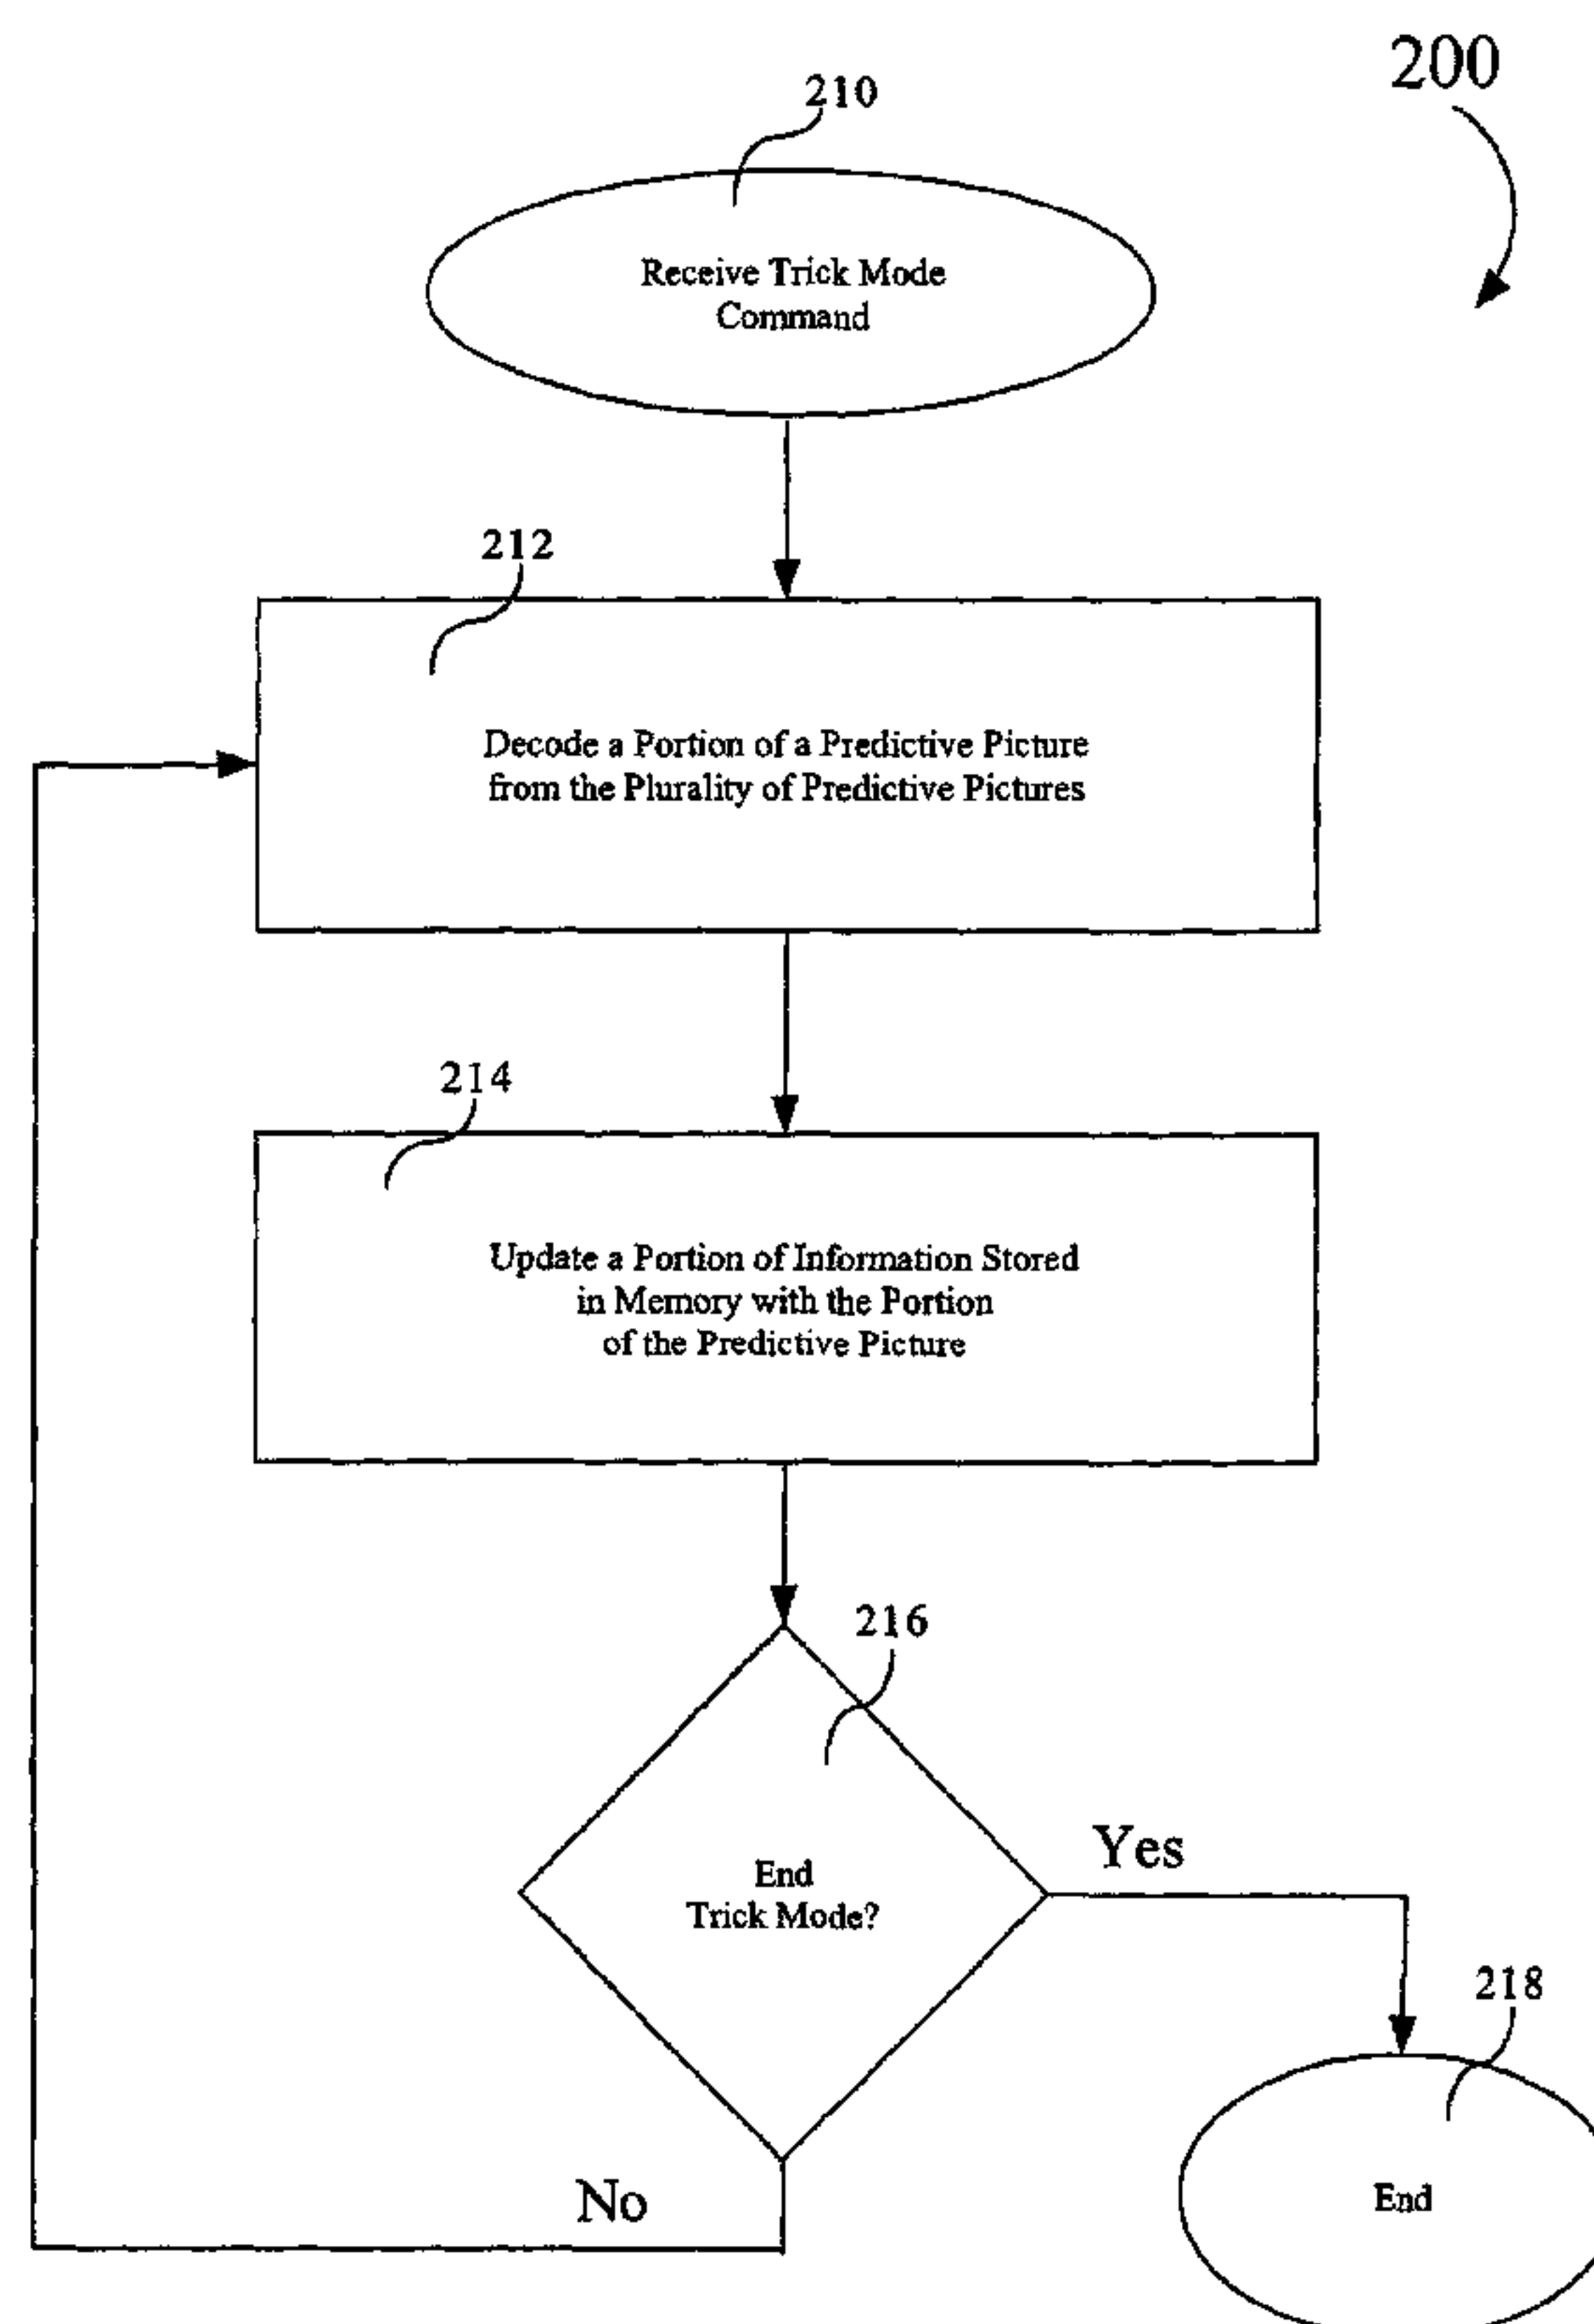 200
210
Receive Trick Mode
Command
212
Decode a Portion of a Predictive Picture
from the Plurality of Predictive Pictures
214
Update a Portion of Information Stored
in Memory with the Portion
of the Predictive Picture
216
End
Trick Mode?
Yes
218
End
No